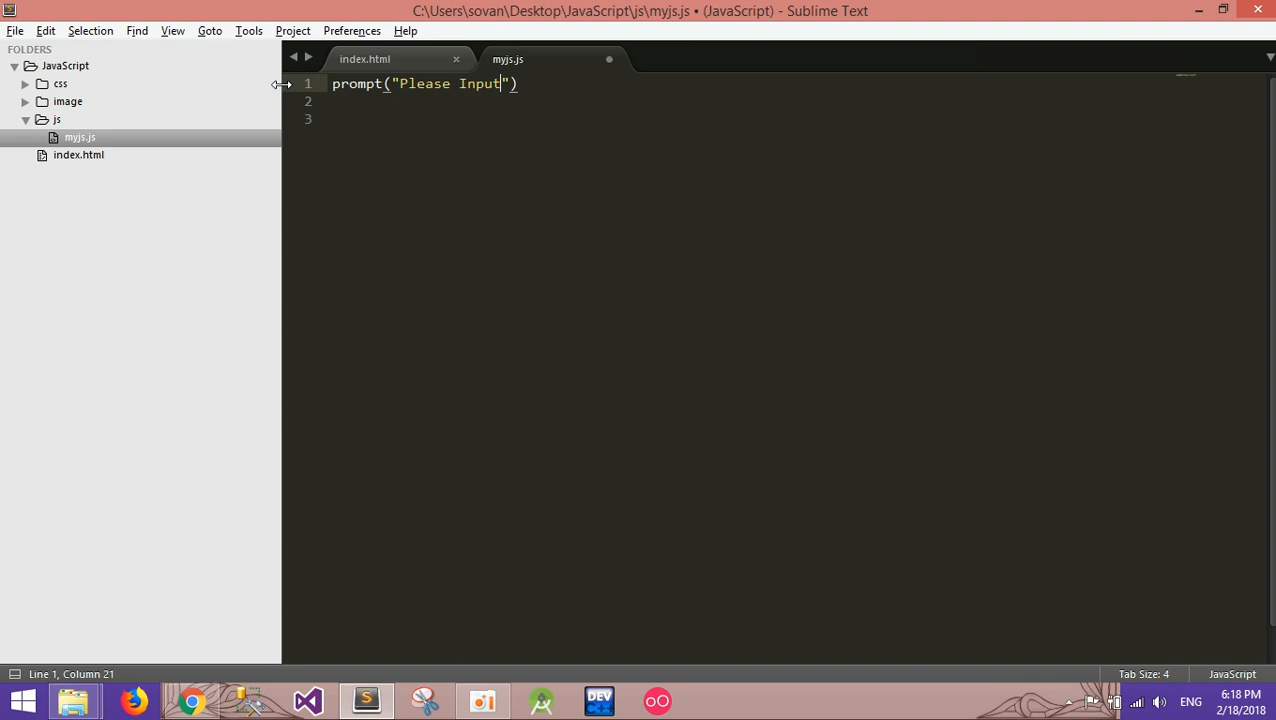 C:\Users\sovan\Desktop\JavaScript\js\myjs.js • (JavaScript) - Sublime Text
File Edit Selection Find View Goto Tools Project Preferences Help
FOLDERS
JavaScript
css
image
js
myjs.js
index.html
index.html myjs.js
1 prompt("Please Input")
2
3
Line 1, Column 21 Tab Size: 4 JavaScript
DEV C++
ENG
6:18 PM
2/18/2018